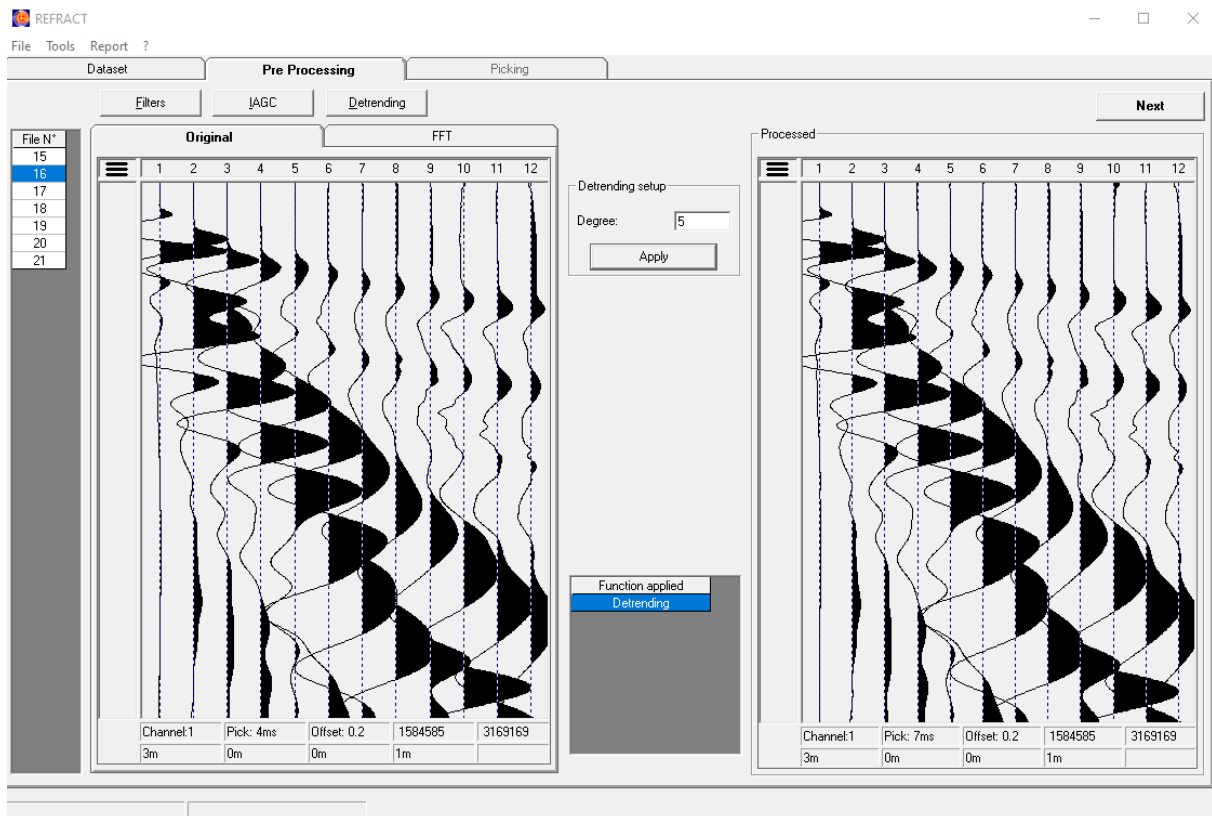 REFRACT
File Tools Report ?
Dataset Pre Processing Picking
Filters IAGC Detrending Next
File N°
15
16
17
18
19
20
21
Original FFT
1 2 3 4 5 6 7 8 9 10 11 12
Channel:1 Pick: 4ms Offset: 0.2 1584585 3169169
3m 0m 0m 1m
Detrending setup
Degree: 5
Apply
Function applied
Detrending
Processed
1 2 3 4 5 6 7 8 9 10 11 12
Channel:1 Pick: 7ms Offset: 0.2 1584585 3169169
3m 0m 0m 1m